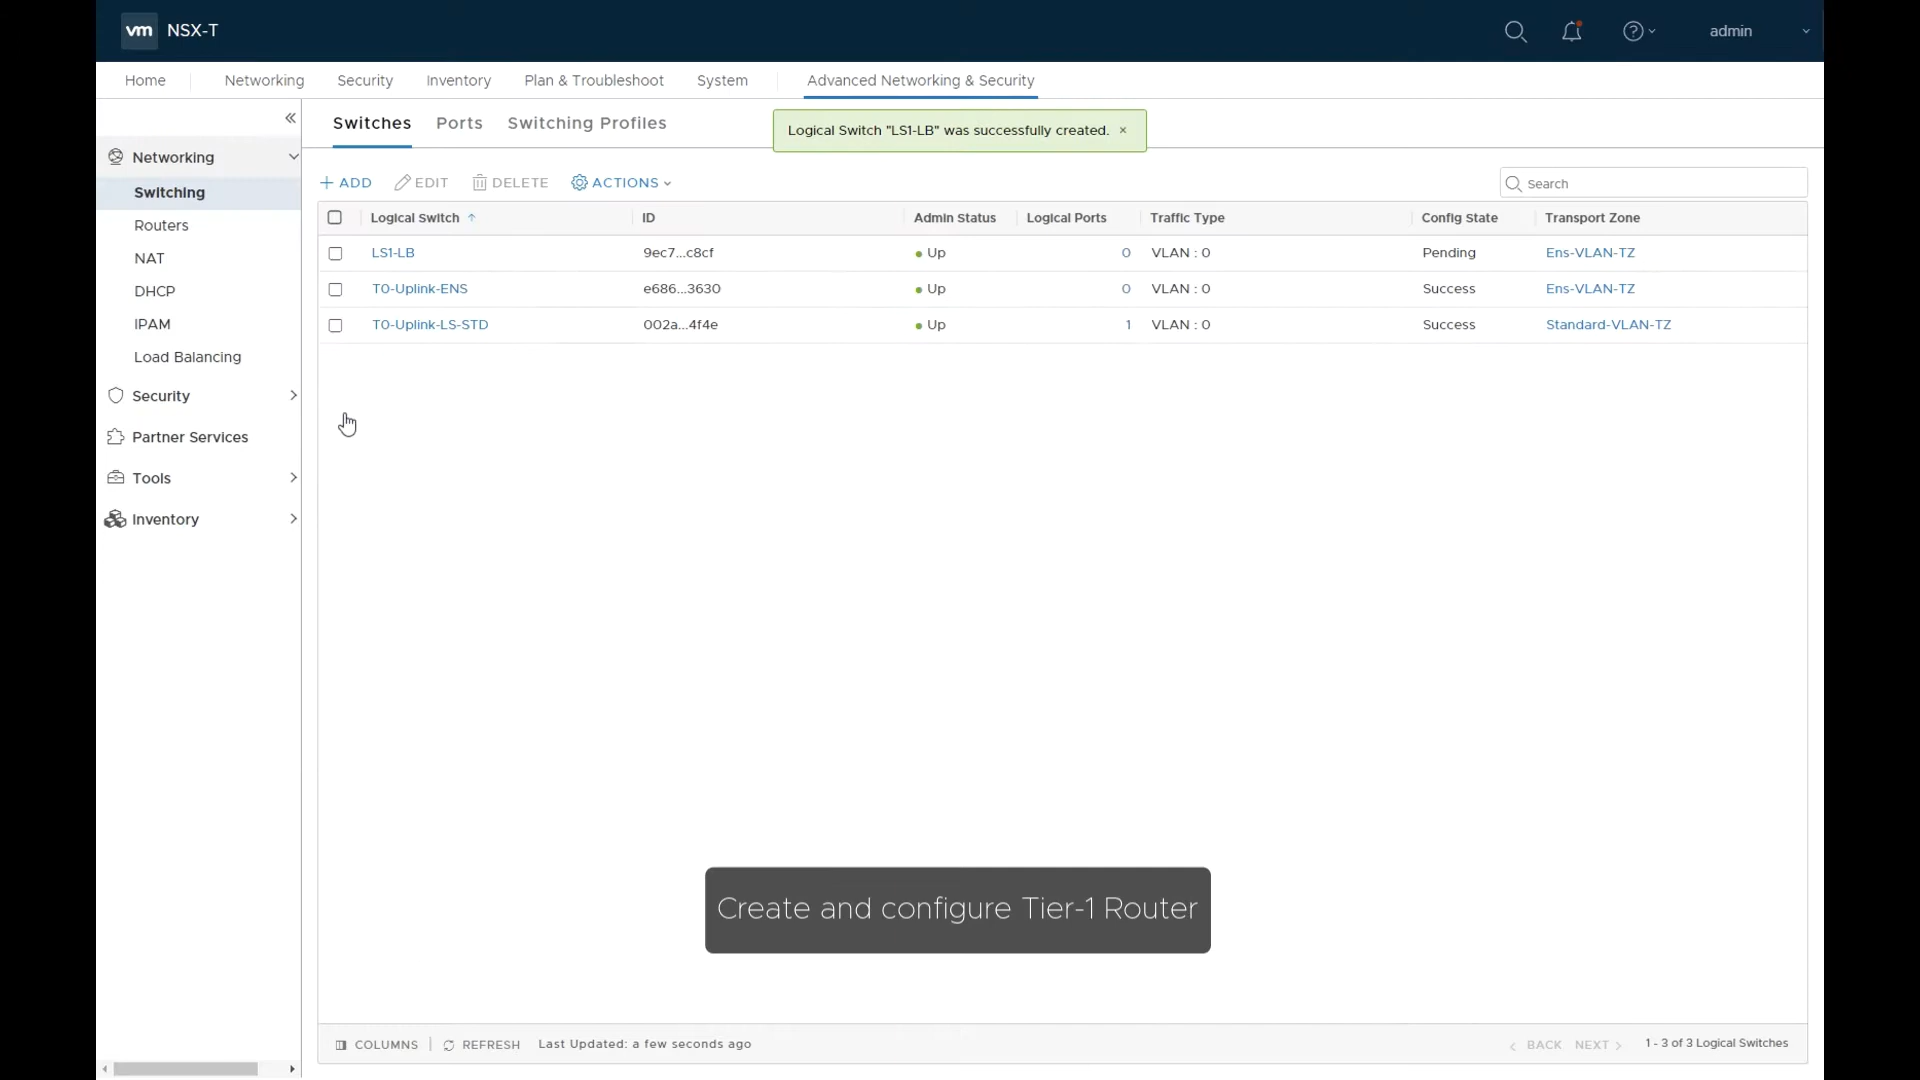 vm NSX-T
admin
Home Networking Security Inventory Plan & Troubleshoot System Advanced Networking & Security
Switches Ports Switching Profiles
Logical Switch "LS1-LB" was successfully created. ×
Networking
Switching
Routers
NAT
DHCP
IPAM
Load Balancing
Security
Partner Services
Tools
Inventory
+ ADD EDIT DELETE ACTIONS
Search
Logical Switch ID Admin Status Logical Ports Traffic Type Config State Transport Zone
LS1-LB 9ec7...c8cf Up 0 VLAN : 0 Pending Ens-VLAN-TZ
T0-Uplink-ENS e686...3630 Up 0 VLAN : 0 Success Ens-VLAN-TZ
T0-Uplink-LS-STD 002a...4f4e Up 1 VLAN : 0 Success Standard-VLAN-TZ
Create and configure Tier-1 Router
COLUMNS REFRESH Last Updated: a few seconds ago BACK NEXT 1 - 3 of 3 Logical Switches